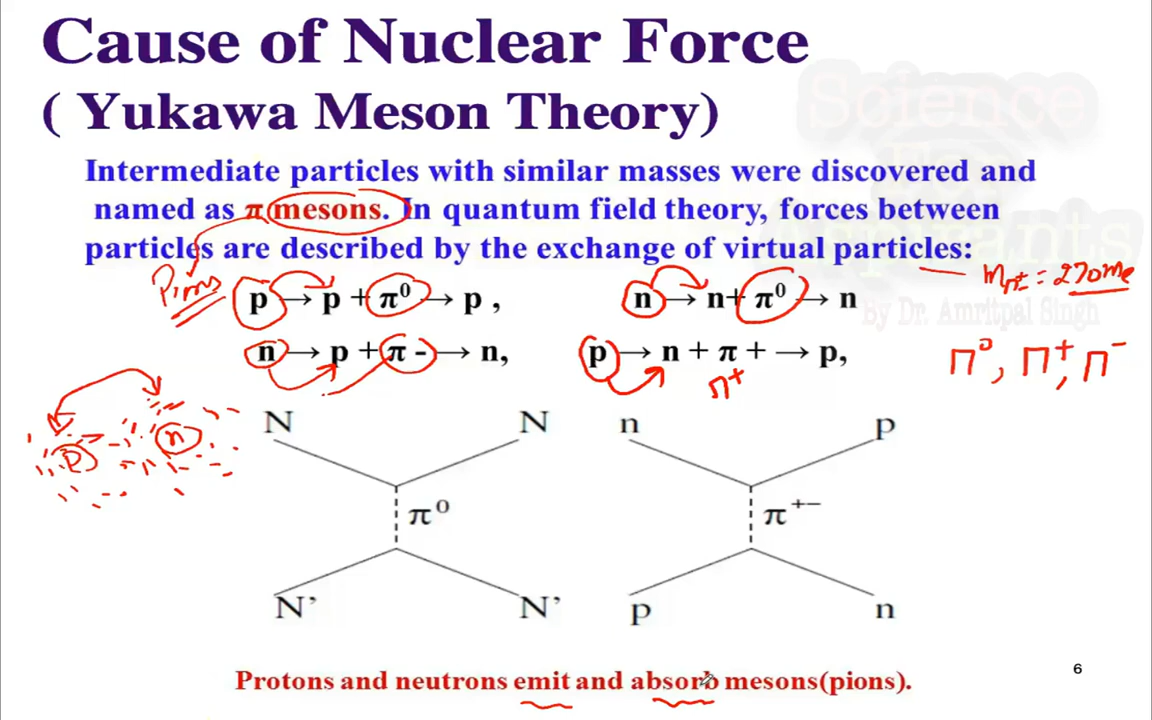 Cause of Nuclear Force
( Yukawa Meson Theory)
Science
For
Aspirants
By Dr. Amritpal Singh
Intermediate particles with similar masses were discovered and
named as π mesons. In quantum field theory, forces between
particles are described by the exchange of virtual particles:
Pions
p → p + π⁰ → p ,
n → n+ π⁰ → n
mπ± = 270me
n → p + π - → n,
p → n + π + → p,
π⁺
π⁰, π⁺, π⁻
p
n
N N
π⁰
N’ N’
n p
π⁺⁻
p n
Protons and neutrons emit and absorb mesons(pions).
6